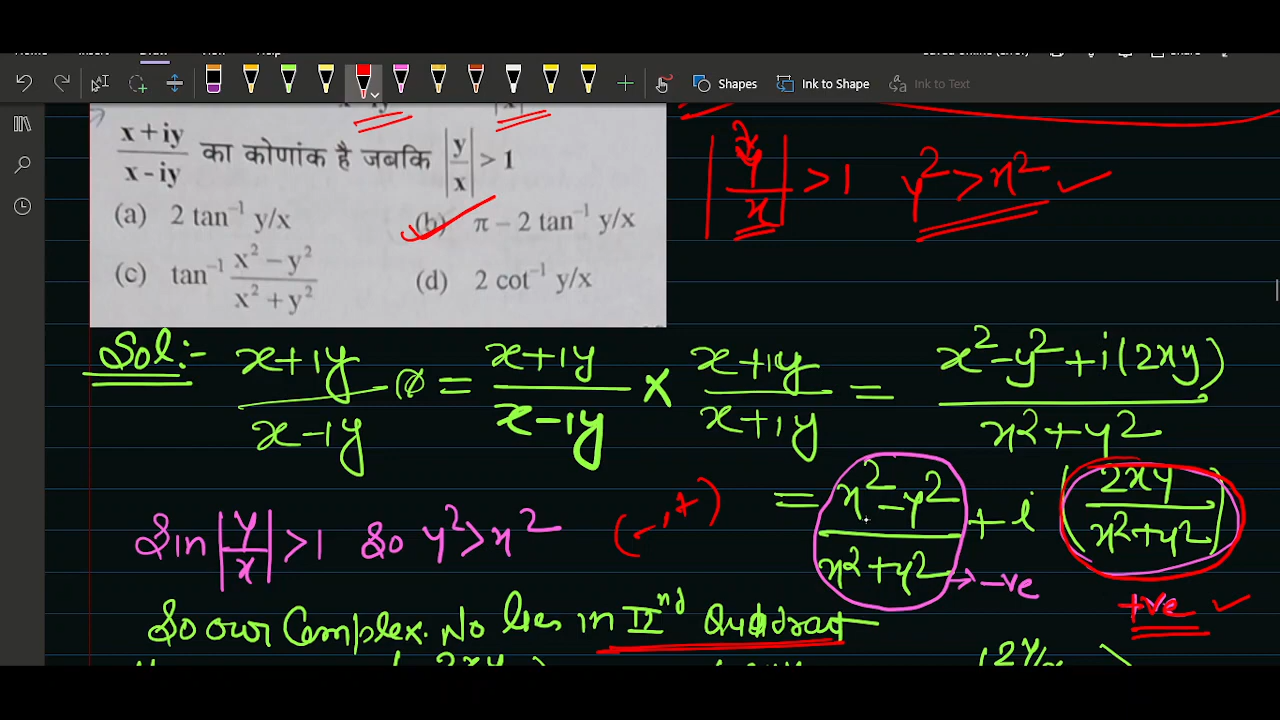 Draw
Shapes
Ink to Shape
Ink to Text
x + iy / x - iy का कोणांक है जबकि |y/x| > 1
(a) 2 tan⁻¹ y/x (b) π – 2 tan⁻¹ y/x
(c) tan⁻¹ x² – y² / x² + y² (d) 2 cot⁻¹ y/x
|y/x| > 1 y² > x²
Sol:- x+iy / x-iy = x+iy / x-iy × x+iy / x+iy = x²-y²+i(2xy) / x²+y²
= x²-y² / x²+y² + i (2xy / x²+y²)
Sin |y/x| > 1 So y² > x² (-,+)
→ -ve
+ve
So our Complex. No lies in IInd Quadrant